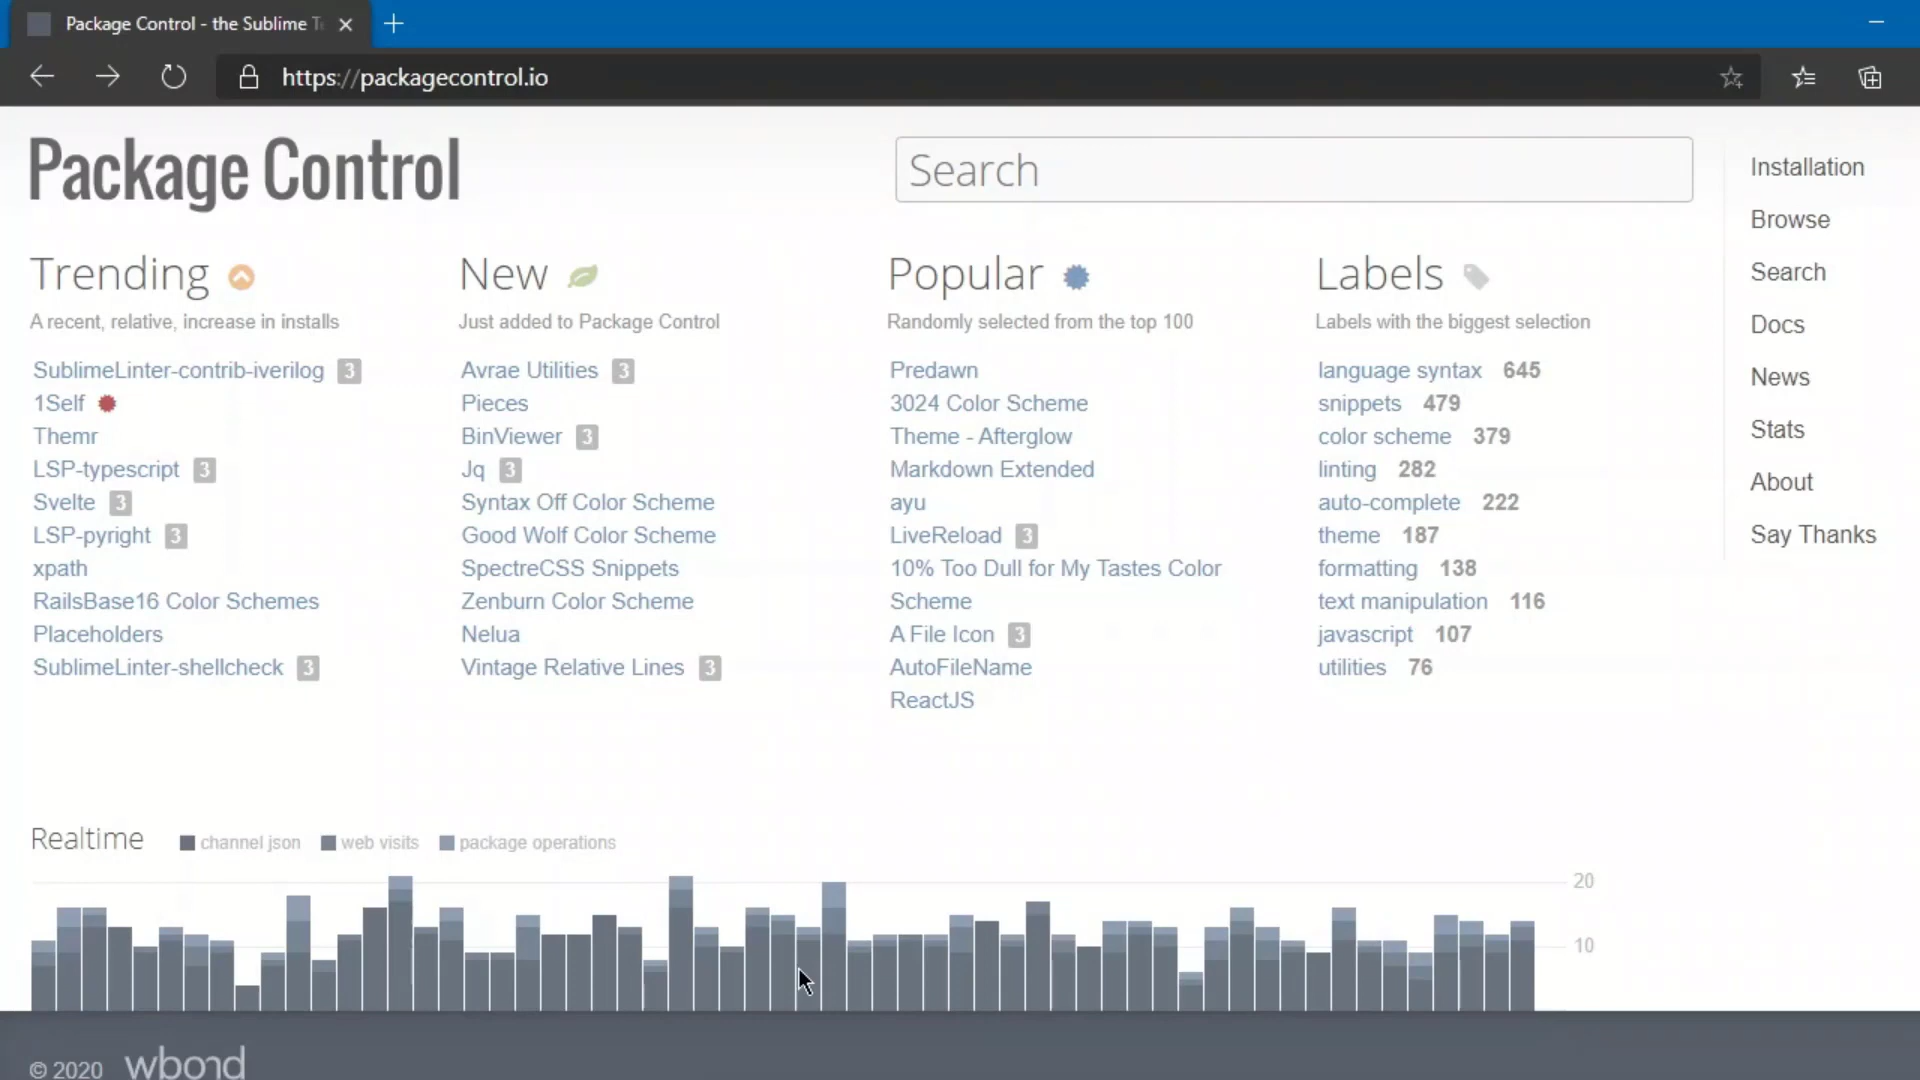 Package Control - the Sublime T
https://packagecontrol.io
Package Control
Search
Installation
Browse
Search
Docs
News
Stats
About
Say Thanks
Trending
A recent, relative, increase in installs
SublimeLinter-contrib-iverilog 3
1Self
Themr
LSP-typescript 3
Svelte 3
LSP-pyright 3
xpath
RailsBase16 Color Schemes
Placeholders
SublimeLinter-shellcheck 3
New
Just added to Package Control
Avrae Utilities 3
Pieces
BinViewer 3
Jq 3
Syntax Off Color Scheme
Good Wolf Color Scheme
SpectreCSS Snippets
Zenburn Color Scheme
Nelua
Vintage Relative Lines 3
Popular
Randomly selected from the top 100
Predawn
3024 Color Scheme
Theme - Afterglow
Markdown Extended
ayu
LiveReload 3
10% Too Dull for My Tastes Color
Scheme
A File Icon 3
AutoFileName
ReactJS
Labels
Labels with the biggest selection
language syntax 645
snippets 479
color scheme 379
linting 282
auto-complete 222
theme 187
formatting 138
text manipulation 116
javascript 107
utilities 76
Realtime channel json web visits package operations
20
10
© 2020 wbond